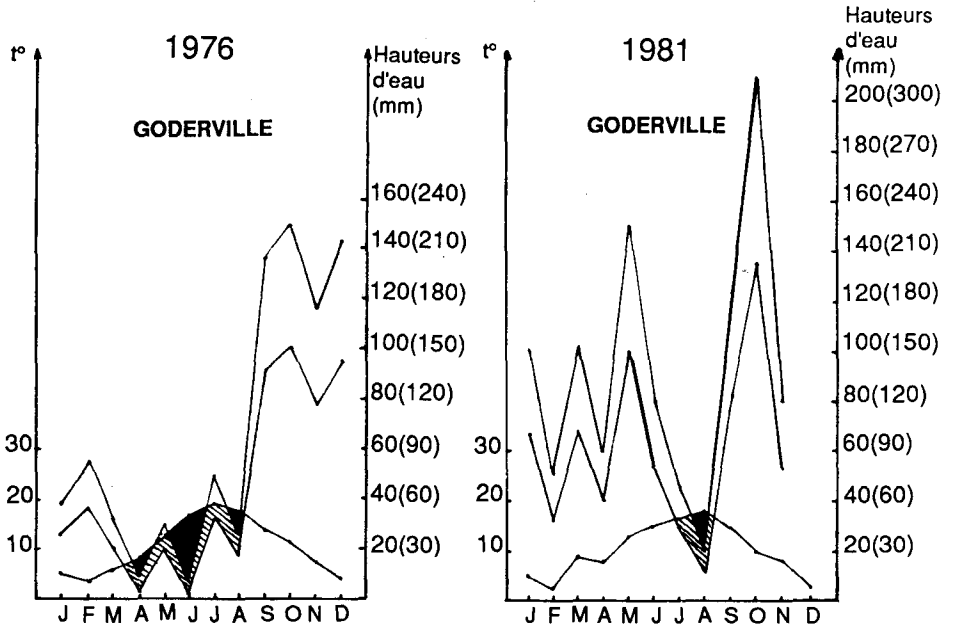 t°
1976
Hauteurs
d'eau
(mm)
GODERVILLE
160(240)
140(210)
120(180)
100(150)
80(120)
60(90)
40(60)
20(30)
30
20
10
J F M A M J J A S O N D
t°
1981
Hauteurs
d'eau
(mm)
GODERVILLE
200(300)
180(270)
160(240)
140(210)
120(180)
100(150)
80(120)
60(90)
40(60)
20(30)
30
20
10
J F M A M J J A S O N D